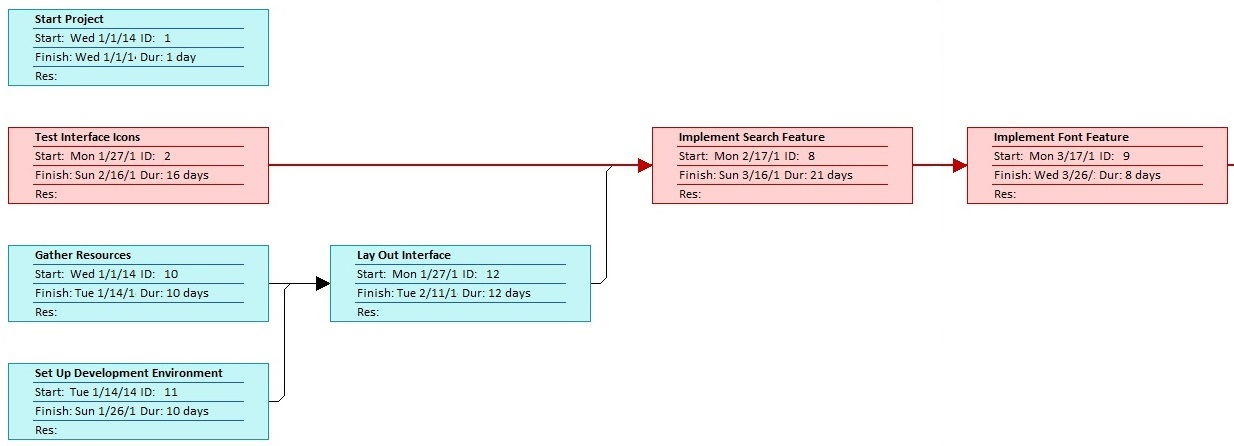 Start Project
Start: Wed 1/1/14 ID: 1
Finish: Wed 1/1/1 Dur: 1 day
Res:
Test Interface Icons
Start: Mon 1/27/1 ID: 2
Finish: Sun 2/16/1 Dur: 16 days
Res:
Implement Search Feature
Start: Mon 2/17/1 ID: 8
Finish: Sun 3/16/1 Dur: 21 days
Res:
Implement Font Feature
Start: Mon 3/17/1 ID: 9
Finish: Wed 3/26/ Dur: 8 days
Res:
Gather Resources
Start: Wed 1/1/14 ID: 10
Finish: Tue 1/14/1 Dur: 10 days
Res:
Lay Out Interface
Start: Mon 1/27/1 ID: 12
Finish: Tue 2/11/1 Dur: 12 days
Res:
Set Up Development Environment
Start: Tue 1/14/14 ID: 11
Finish: Sun 1/26/1 Dur: 10 days
Res: